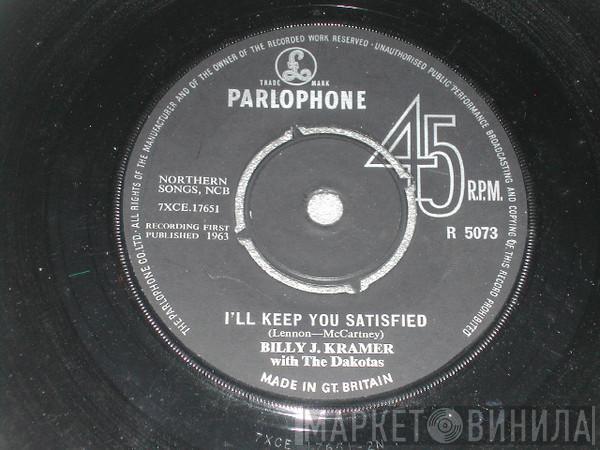 THE PARLOPHONE CO.LTD.· ALL RIGHTS OF THE MANUFACTURER AND OF THE OWNER OF THE RECORDED WORK RESERVED · UNAUTHORISED PUBLIC PERFORMANCE BROADCASTING AND COPYING OF THIS RECORD PROHIBITED
£
TRADE MARK
PARLOPHONE
45
R.P.M.
NORTHERN
SONGS, NCB
7XCE.17651
RECORDING FIRST
PUBLISHED 1963
R 5073
I'LL KEEP YOU SATISFIED
(Lennon—McCartney)
BILLY J. KRAMER
with The Dakotas
MADE IN GT. BRITAIN
7XCE 17651-2N
МАРКЕТ ВИНИЛА